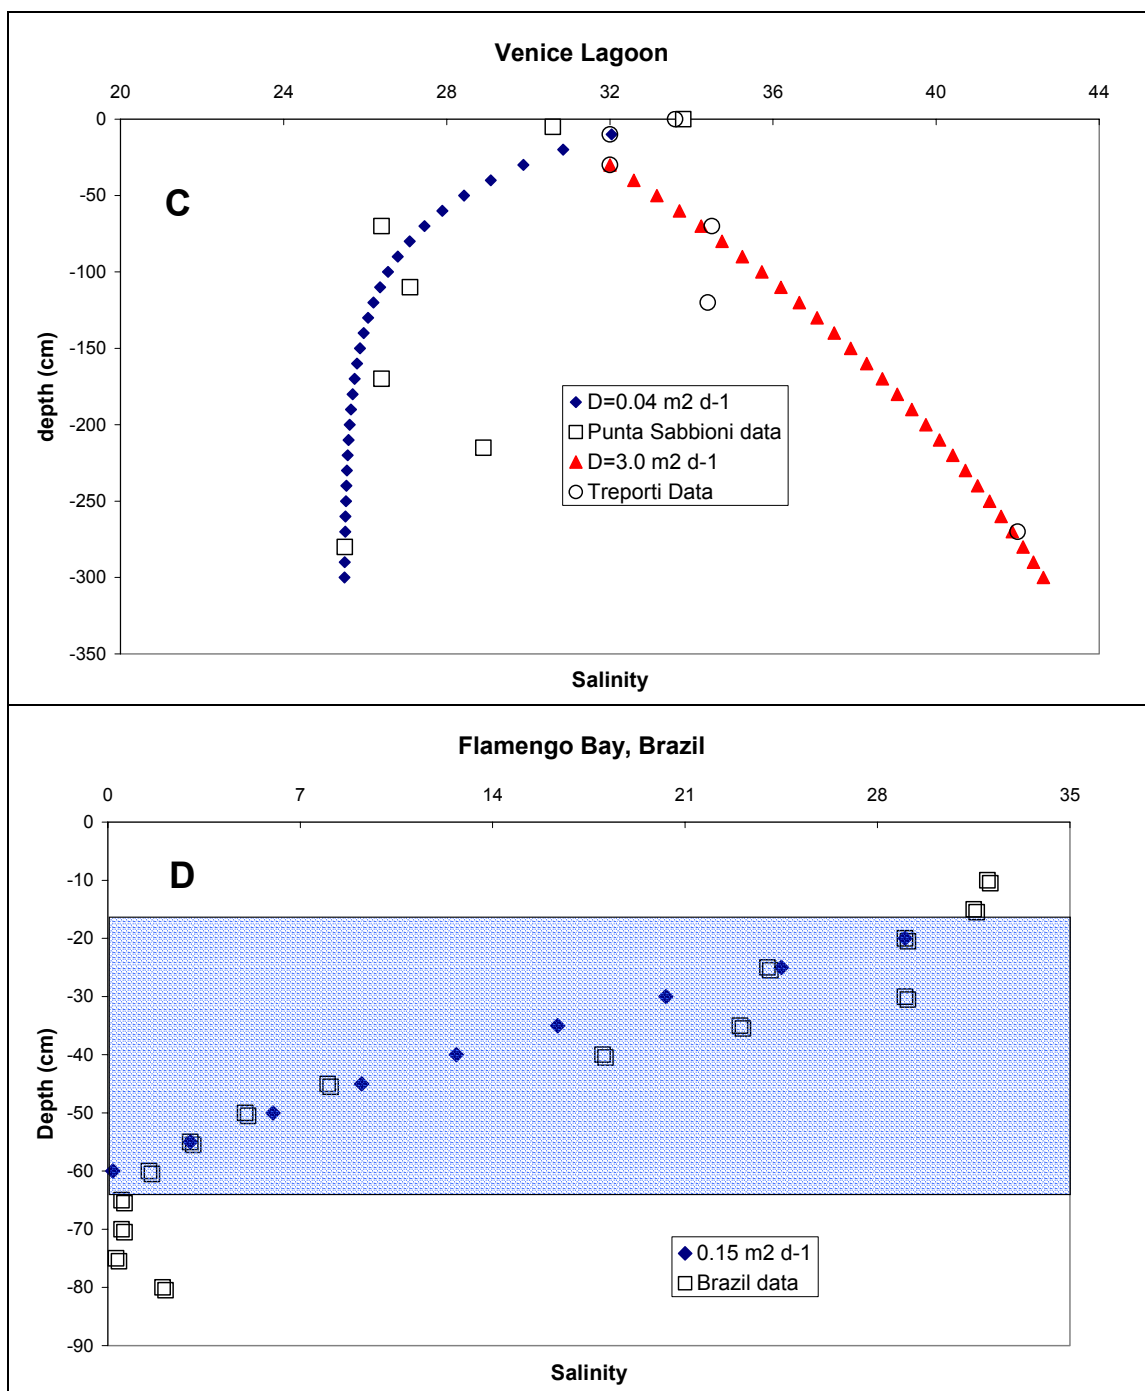 Venice Lagoon
20 24 28 32 36 40 44
0
-50
-100
-150
-200
-250
-300
-350
depth (cm)
C
D=0.04 m2 d-1
Punta Sabbioni data
D=3.0 m2 d-1
Treporti Data
Salinity
Flamengo Bay, Brazil
0 7 14 21 28 35
0
-10
-20
-30
-40
-50
-60
-70
-80
-90
Depth (cm)
D
0.15 m2 d-1
Brazil data
Salinity